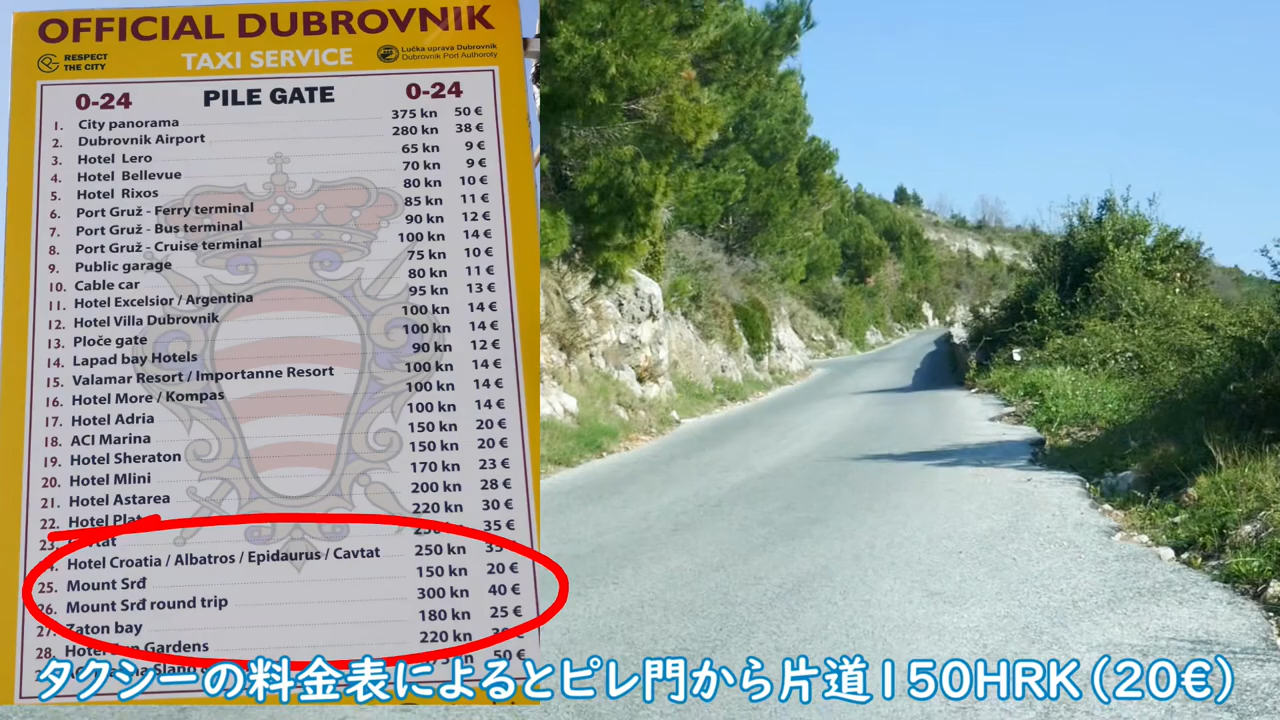 OFFICIAL DUBROVNIK
RESPECT THE CITY
TAXI SERVICE
Lučka uprava Dubrovnik
Dubrovnik Port Authoroty
0-24 PILE GATE 0-24
1. City panorama 375 kn 50 €
2. Dubrovnik Airport 280 kn 38 €
3. Hotel Lero 65 kn 9 €
4. Hotel Bellevue 70 kn 9 €
5. Hotel Rixos 80 kn 10 €
6. Port Gruž - Ferry terminal 85 kn 11 €
7. Port Gruž - Bus terminal 90 kn 12 €
8. Port Gruž - Cruise terminal 100 kn 14 €
9. Public garage 75 kn 10 €
10. Cable car 80 kn 11 €
11. Hotel Excelsior / Argentina 95 kn 13 €
12. Hotel Villa Dubrovnik 100 kn 14 €
13. Ploče gate 100 kn 14 €
14. Lapad bay Hotels 90 kn 12 €
15. Valamar Resort / Importanne Resort 100 kn 14 €
16. Hotel More / Kompas 100 kn 14 €
17. Hotel Adria 100 kn 14 €
18. ACI Marina 150 kn 20 €
19. Hotel Sheraton 150 kn 20 €
20. Hotel Mlini 170 kn 23 €
21. Hotel Astarea 200 kn 28 €
22. Hotel Plat 220 kn 30 €
23. Cavtat 250 kn 35 €
Hotel Croatia / Albatros / Epidaurus / Cavtat 250 kn 35 €
25. Mount Srđ 150 kn 20 €
26. Mount Srđ round trip 300 kn 40 €
27. Zaton bay 180 kn 25 €
28. Hotel Gardens 220 kn
50 €
タクシーの料金表によるとピレ門から片道150HRK(20€)